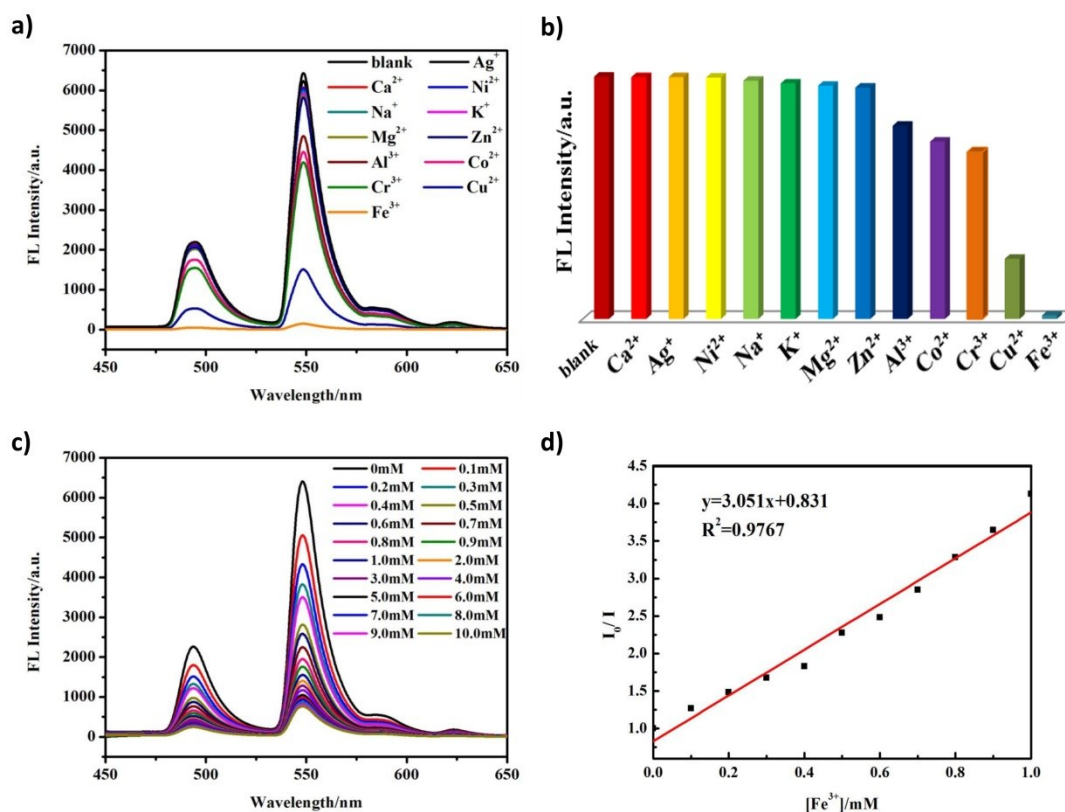 a)
7000
6000
5000
4000
3000
2000
1000
0
FL Intensity/a.u.
blank Ag⁺
Ca²⁺ Ni²⁺
Na⁺ K⁺
Mg²⁺ Zn²⁺
Al³⁺ Co²⁺
Cr³⁺ Cu²⁺
Fe³⁺
450 500 550 600 650
Wavelength/nm
b)
FL Intensity/a.u.
blank Ca²⁺ Ag⁺ Ni²⁺ Na⁺ K⁺ Mg²⁺ Zn²⁺ Al³⁺ Co²⁺ Cr³⁺ Cu²⁺ Fe³⁺
c)
7000
6000
5000
4000
3000
2000
1000
0
FL Intensity/a.u.
0mM 0.1mM
0.2mM 0.3mM
0.4mM 0.5mM
0.6mM 0.7mM
0.8mM 0.9mM
1.0mM 2.0mM
3.0mM 4.0mM
5.0mM 6.0mM
7.0mM 8.0mM
9.0mM 10.0mM
450 500 550 600 650
Wavelength/nm
d)
4.5
4.0
3.5
3.0
2.5
2.0
1.5
1.0
I₀/ I
y=3.051x+0.831
R²=0.9767
0.0 0.2 0.4 0.6 0.8 1.0
[Fe³⁺]/mM